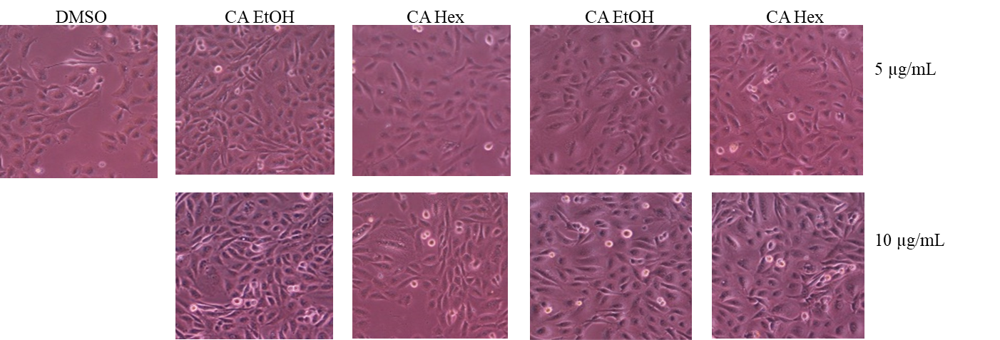 DMSO
CA EtOH
CA Hex
CA EtOH
CA Hex
5 µg/mL
10 µg/mL